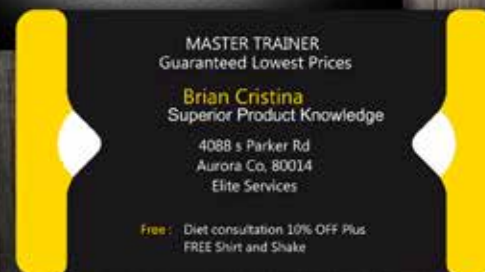 MASTER TRAINER
Guaranteed Lowest Prices
Brian Cristina
Superior Product Knowledge
4088 s Parker Rd
Aurora Co, 80014
Elite Services
Free : Diet consultation 10% OFF Plus
FREE Shirt and Shake